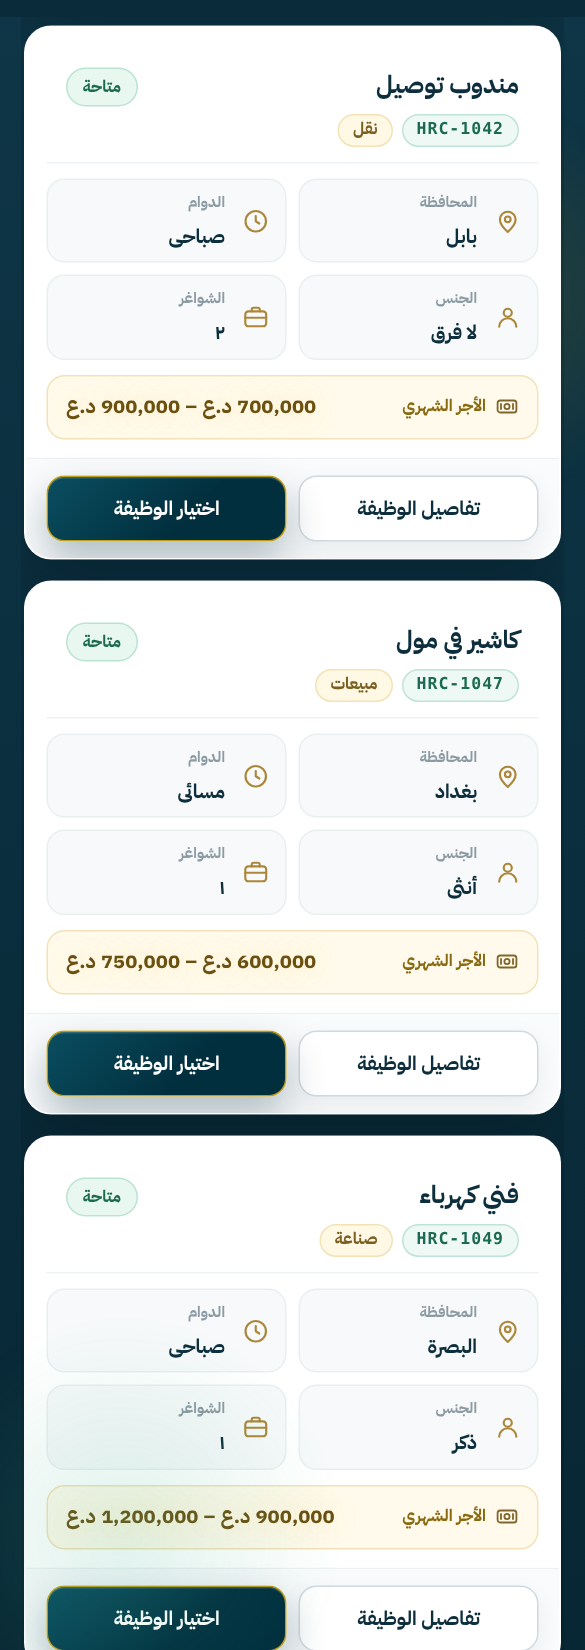 مندوب توصيل
متاحة
HRC-1042 نقل
المحافظة
بابل
الدوام
صباحي
الجنس
لا فرق
الشواغر
٢
الأجر الشهري
700,000 د.ع – 900,000 د.ع
تفاصيل الوظيفة
اختيار الوظيفة
كاشير في مول
متاحة
HRC-1047 مبيعات
المحافظة
بغداد
الدوام
مسائي
الجنس
أنثى
الشواغر
١
الأجر الشهري
600,000 د.ع – 750,000 د.ع
تفاصيل الوظيفة
اختيار الوظيفة
فني كهرباء
متاحة
HRC-1049 صناعة
المحافظة
البصرة
الدوام
صباحي
الجنس
ذكر
الشواغر
١
الأجر الشهري
900,000 د.ع – 1,200,000 د.ع
تفاصيل الوظيفة
اختيار الوظيفة